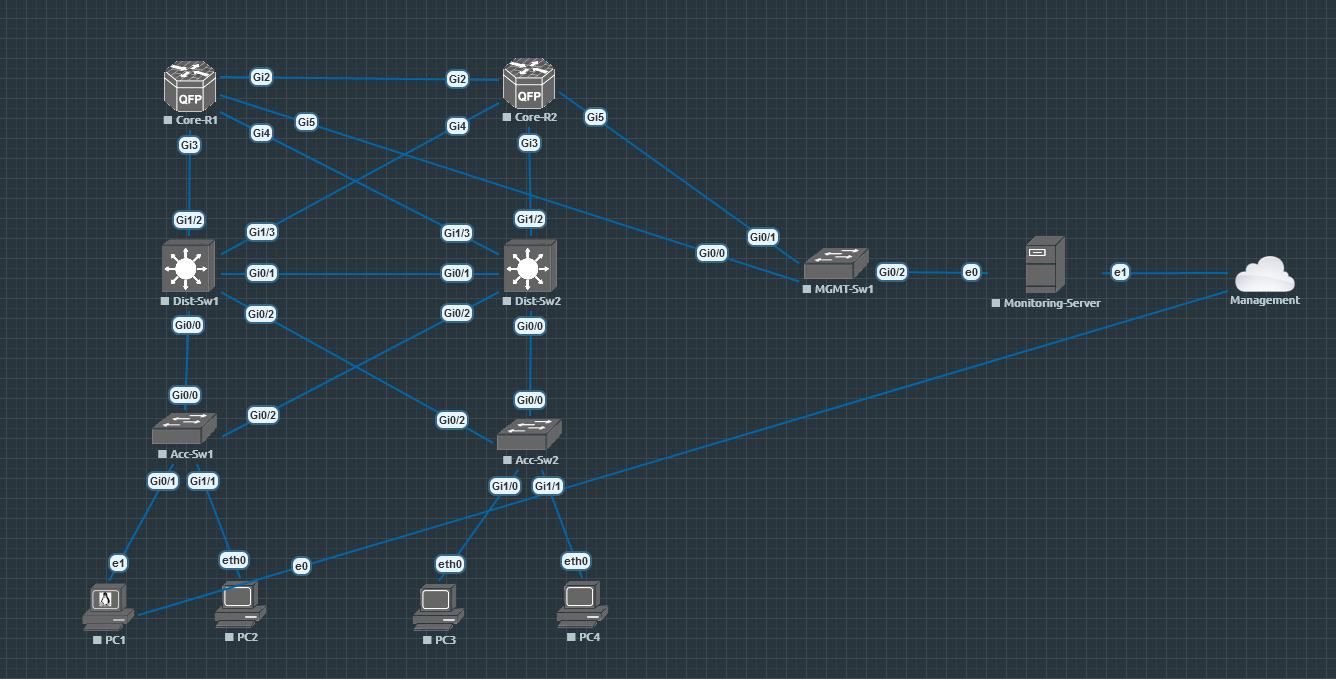 Gi2
Gi2
QFP
QFP
Core-R1
Core-R2
Gi5
Gi5
Gi4
Gi4
Gi3
Gi3
Gi1/2
Gi1/2
Gi1/3
Gi1/3
Gi0/1
Gi0/0
Gi0/1
Gi0/1
Gi0/2
e0
e1
MGMT-Sw1
Dist-Sw1
Dist-Sw2
Monitoring-Server
Management
Gi0/2
Gi0/2
Gi0/0
Gi0/0
Gi0/0
Gi0/0
Gi0/2
Gi0/2
Acc-Sw1
Acc-Sw2
Gi0/1
Gi1/1
Gi1/0
Gi1/1
e1
eth0
e0
eth0
eth0
PC1
PC2
PC3
PC4